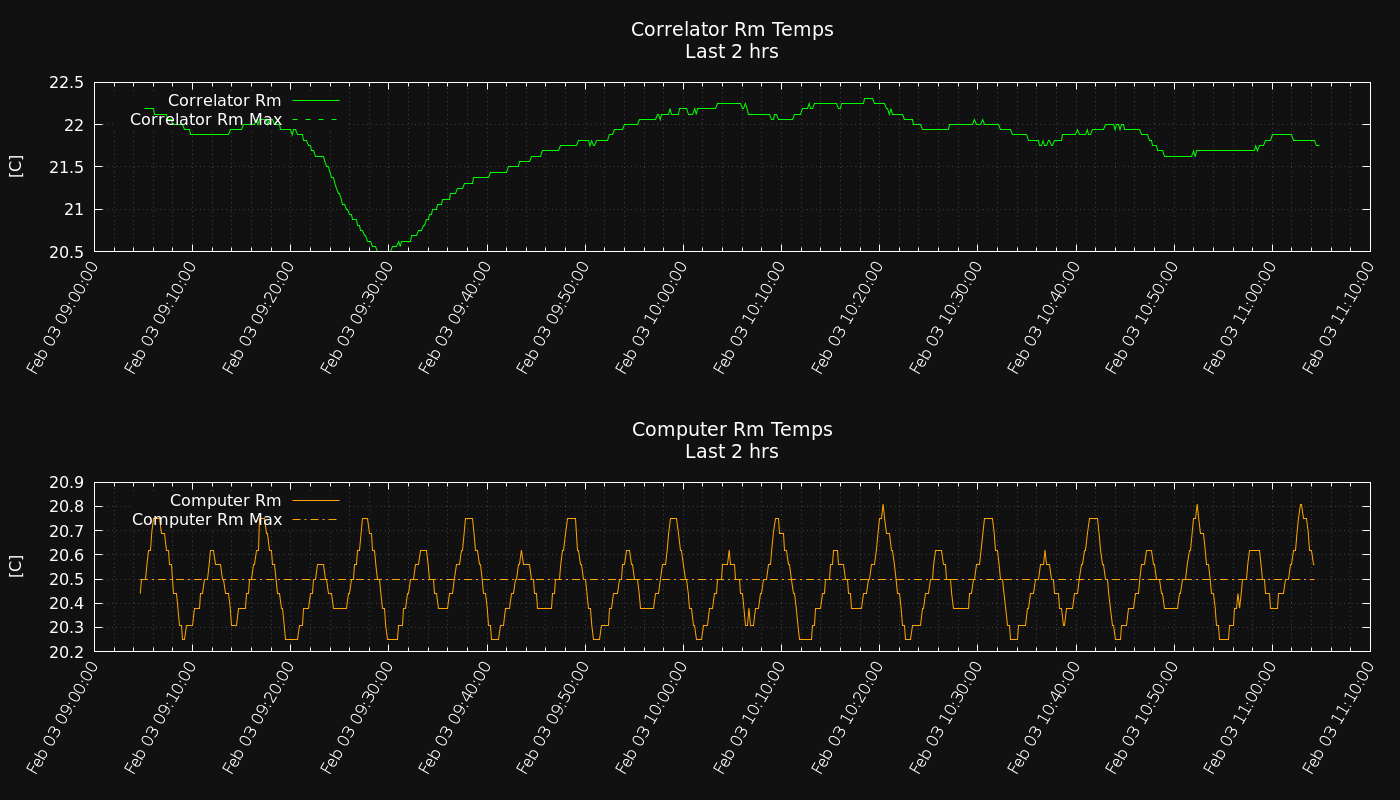 Correlator Rm Temps
Last 2 hrs
[C]
22.5
22
21.5
21
20.5
Correlator Rm
Correlator Rm Max
Feb 03 09:00:00
Feb 03 09:10:00
Feb 03 09:20:00
Feb 03 09:30:00
Feb 03 09:40:00
Feb 03 09:50:00
Feb 03 10:00:00
Feb 03 10:10:00
Feb 03 10:20:00
Feb 03 10:30:00
Feb 03 10:40:00
Feb 03 10:50:00
Feb 03 11:00:00
Feb 03 11:10:00
Computer Rm Temps
Last 2 hrs
[C]
20.9
20.8
20.7
20.6
20.5
20.4
20.3
20.2
Computer Rm
Computer Rm Max
Feb 03 09:00:00
Feb 03 09:10:00
Feb 03 09:20:00
Feb 03 09:30:00
Feb 03 09:40:00
Feb 03 09:50:00
Feb 03 10:00:00
Feb 03 10:10:00
Feb 03 10:20:00
Feb 03 10:30:00
Feb 03 10:40:00
Feb 03 10:50:00
Feb 03 11:00:00
Feb 03 11:10:00